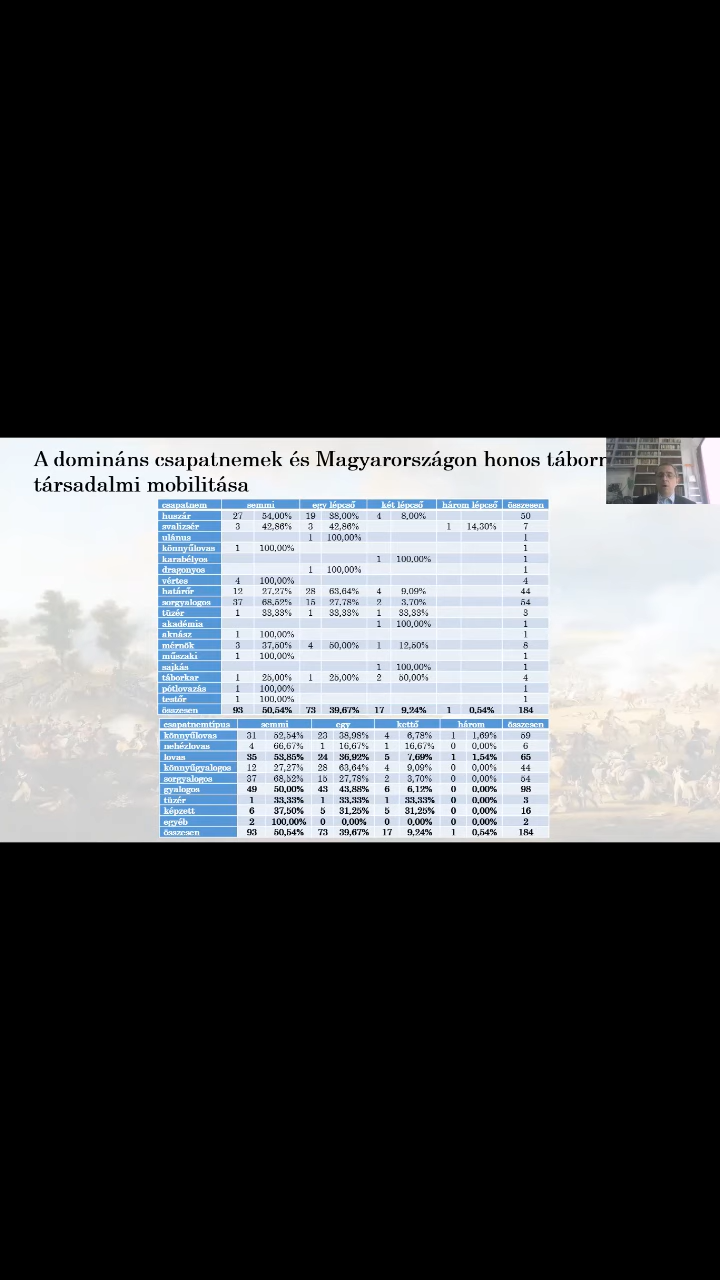 A domináns csapatnemek és Magyarországon honos táborn
társadalmi mobilitása
csapatnem semmi egy lépcső két lépcső három lépcső összesen
huszár 27 54,00% 19 38,00% 4 8,00% 50
svalizsér 3 42,86% 3 42,86% 1 14,30% 7
ulánus 1 100,00% 1
könnyűlovas 1 100,00% 1
karabélyos 1 100,00% 1
dragonyos 1 100,00% 1
vértes 4 100,00% 4
határőr 12 27,27% 28 63,64% 4 9,09% 44
sorgyalogos 37 68,52% 15 27,78% 2 3,70% 54
tüzér 1 33,33% 1 33,33% 1 33,33% 3
akadémia 1 100,00% 1
aknász 1 100,00% 1
mérnök 3 37,50% 4 50,00% 1 12,50% 8
műszaki 1 100,00% 1
sajkás 1 100,00% 1
táborkar 1 25,00% 1 25,00% 2 50,00% 4
pótlovazás 1 100,00% 1
testőr 1 100,00% 1
összesen 93 50,54% 73 39,67% 17 9,24% 1 0,54% 184
csapatnemtípus semmi egy kettő három összesen
könnyűlovas 31 52,54% 23 38,98% 4 6,78% 1 1,69% 59
nehézlovas 4 66,67% 1 16,67% 1 16,67% 0 0,00% 6
lovas 35 53,85% 24 36,92% 5 7,69% 1 1,54% 65
könnyűgyalogos 12 27,27% 28 63,64% 4 9,09% 0 0,00% 44
sorgyalogos 37 68,52% 15 27,78% 2 3,70% 0 0,00% 54
gyalogos 49 50,00% 43 43,88% 6 6,12% 0 0,00% 98
tüzér 1 33,33% 1 33,33% 1 33,33% 0 0,00% 3
képzett 6 37,50% 5 31,25% 5 31,25% 0 0,00% 16
egyéb 2 100,00% 0 0,00% 0 0,00% 0 0,00% 2
összesen 93 50,54% 73 39,67% 17 9,24% 1 0,54% 184